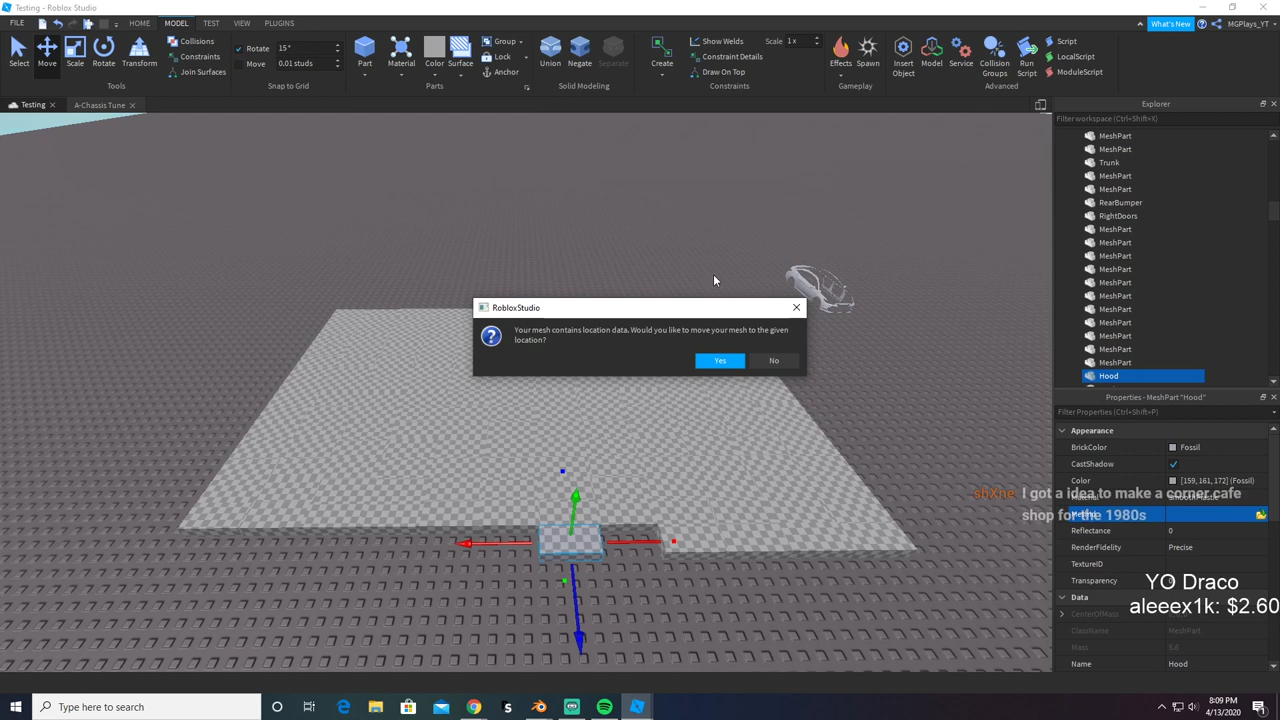 Testing - Roblox Studio
FILE
HOME
MODEL
TEST
VIEW
PLUGINS
What's New
MGPlays_YT
Select
Move
Scale
Rotate
Transform
Collisions
Constraints
Join Surfaces
Tools
Rotate 15°
Move 0.01 studs
Snap to Grid
Part
Material
Color
Surface
Group
Lock
Anchor
Parts
Union
Negate
Separate
Solid Modeling
Create
Show Welds
Scale 1 x
Constraint Details
Draw On Top
Constraints
Effects
Spawn
Gameplay
Insert
Object
Model
Service
Collision
Groups
Run
Script
Script
LocalScript
ModuleScript
Advanced
Testing
A-Chassis Tune
Explorer
Filter workspace (Ctrl+Shift+X)
MeshPart
MeshPart
Trunk
MeshPart
MeshPart
RearBumper
RightDoors
MeshPart
MeshPart
MeshPart
MeshPart
MeshPart
MeshPart
MeshPart
MeshPart
MeshPart
MeshPart
MeshPart
Hood
RobloxStudio
Your mesh contains location data. Would you like to move your mesh to the given
location?
Yes
No
Properties - MeshPart "Hood"
Filter Properties (Ctrl+Shift+P)
Appearance
BrickColor Fossil
CastShadow
Color [159, 161, 172] (Fossil)
shXne: I got a idea to make a corner cafe
shop for the 1980s
Reflectance 0
RenderFidelity Precise
TextureID
Transparency
YO Draco
aleeex1k: $2.60
Data
CenterOfMass
ClassName MeshPart
Mass 5.6
Name Hood
Type here to search
8:09 PM
4/13/2020